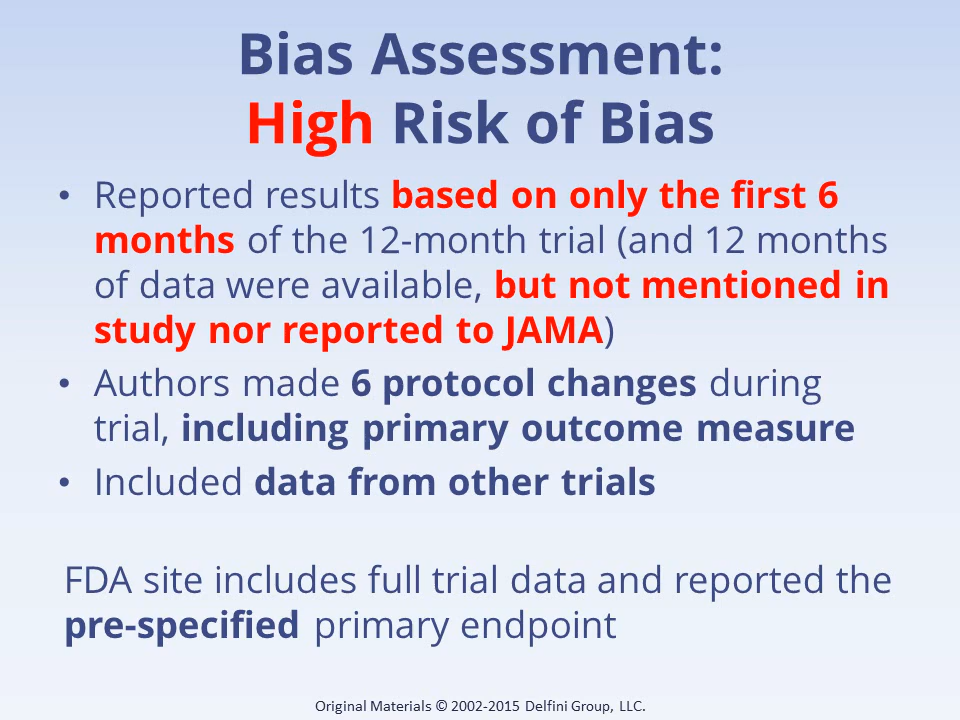 Bias Assessment:
High Risk of Bias
• Reported results based on only the first 6
months of the 12-month trial (and 12 months
of data were available, but not mentioned in
study nor reported to JAMA)
• Authors made 6 protocol changes during
trial, including primary outcome measure
• Included data from other trials
FDA site includes full trial data and reported the
pre-specified primary endpoint
Original Materials © 2002-2015 Delfini Group, LLC.